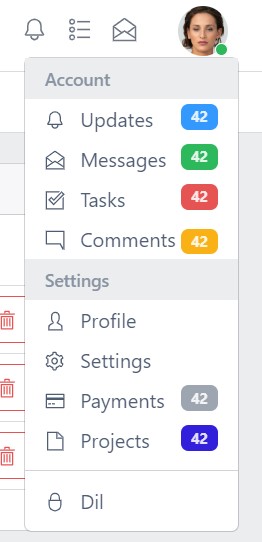 Account
Updates 42
Messages 42
Tasks 42
Comments 42
Settings
Profile
Settings
Payments 42
Projects 42
Dil